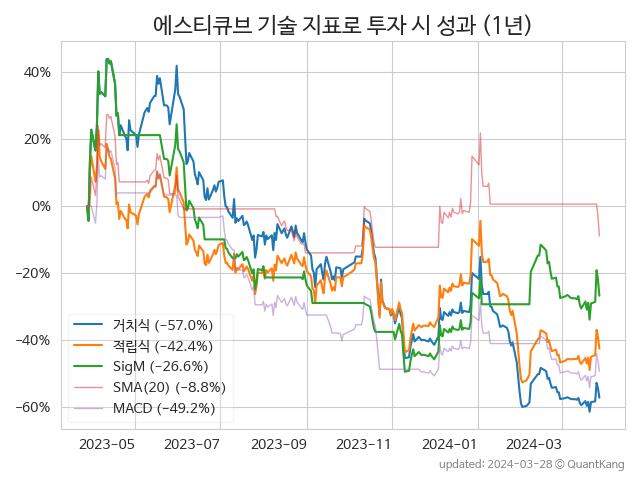 에스티큐브 기술 지표로 투자 시 성과 (1년)
40%
20%
0%
−20%
−40%
−60%
거치식 (−57.0%)
적립식 (−42.4%)
SigM (−26.6%)
SMA(20) (−8.8%)
MACD (−49.2%)
2023−05
2023−07
2023−09
2023−11
2024−01
2024−03
updated: 2024−03−28 © QuantKang